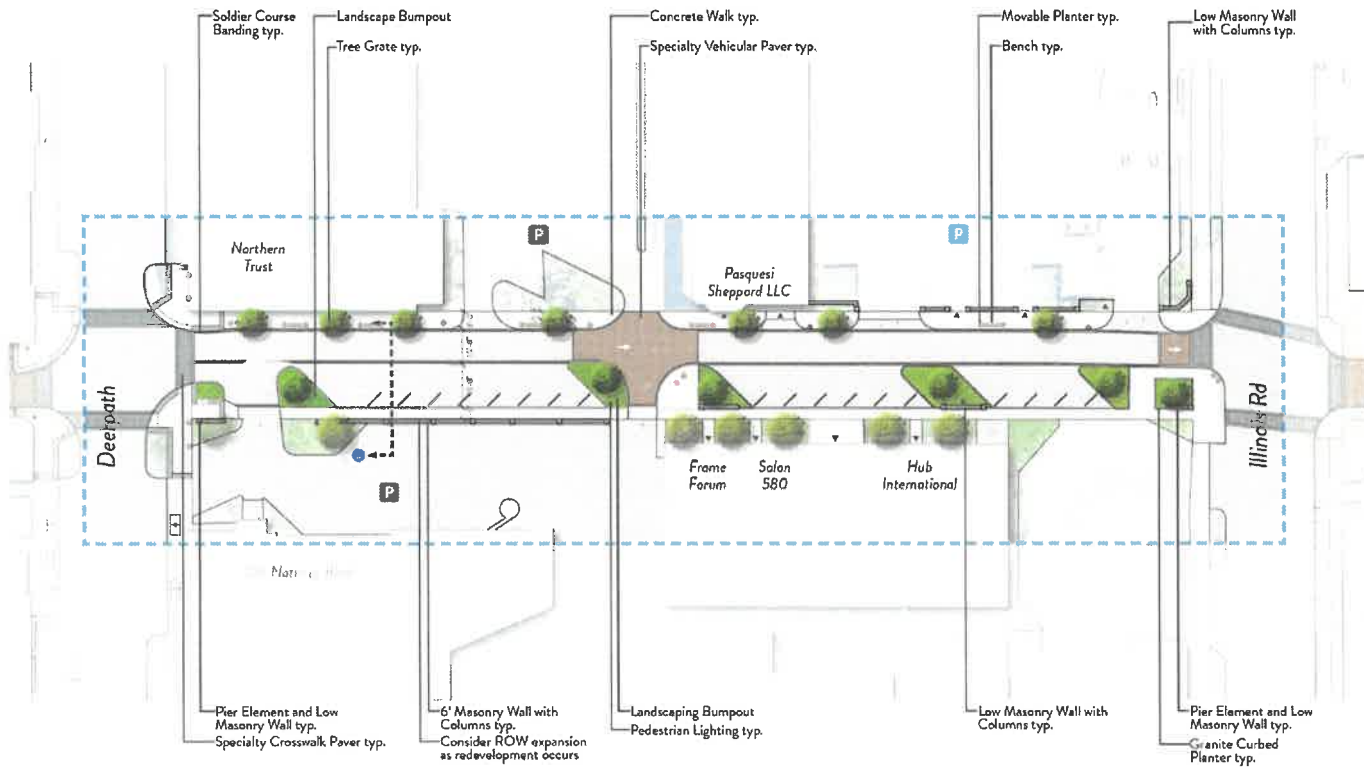 Soldier Course
Banding typ.
Landscape Bumpout
Tree Grate typ.
Concrete Walk typ.
Specialty Vehicular Paver typ.
Movable Planter typ.
Bench typ.
Low Masonry Wall
with Columns typ.
Northern
Trust
P
Pasquesi
Sheppard LLC
P
Deerpath
Illinois Rd
P
Frame
Forum
Salon
580
Hub
International
Pier Element and Low
Masonry Wall typ.
Specialty Crosswalk Paver typ.
6' Masonry Wall with
Columns typ.
Consider ROW expansion
as redevelopment occurs
Landscaping Bumpout
Pedestrian Lighting typ.
Low Masonry Wall with
Columns typ.
Pier Element and Low
Masonry Wall typ.
Granite Curbed
Planter typ.